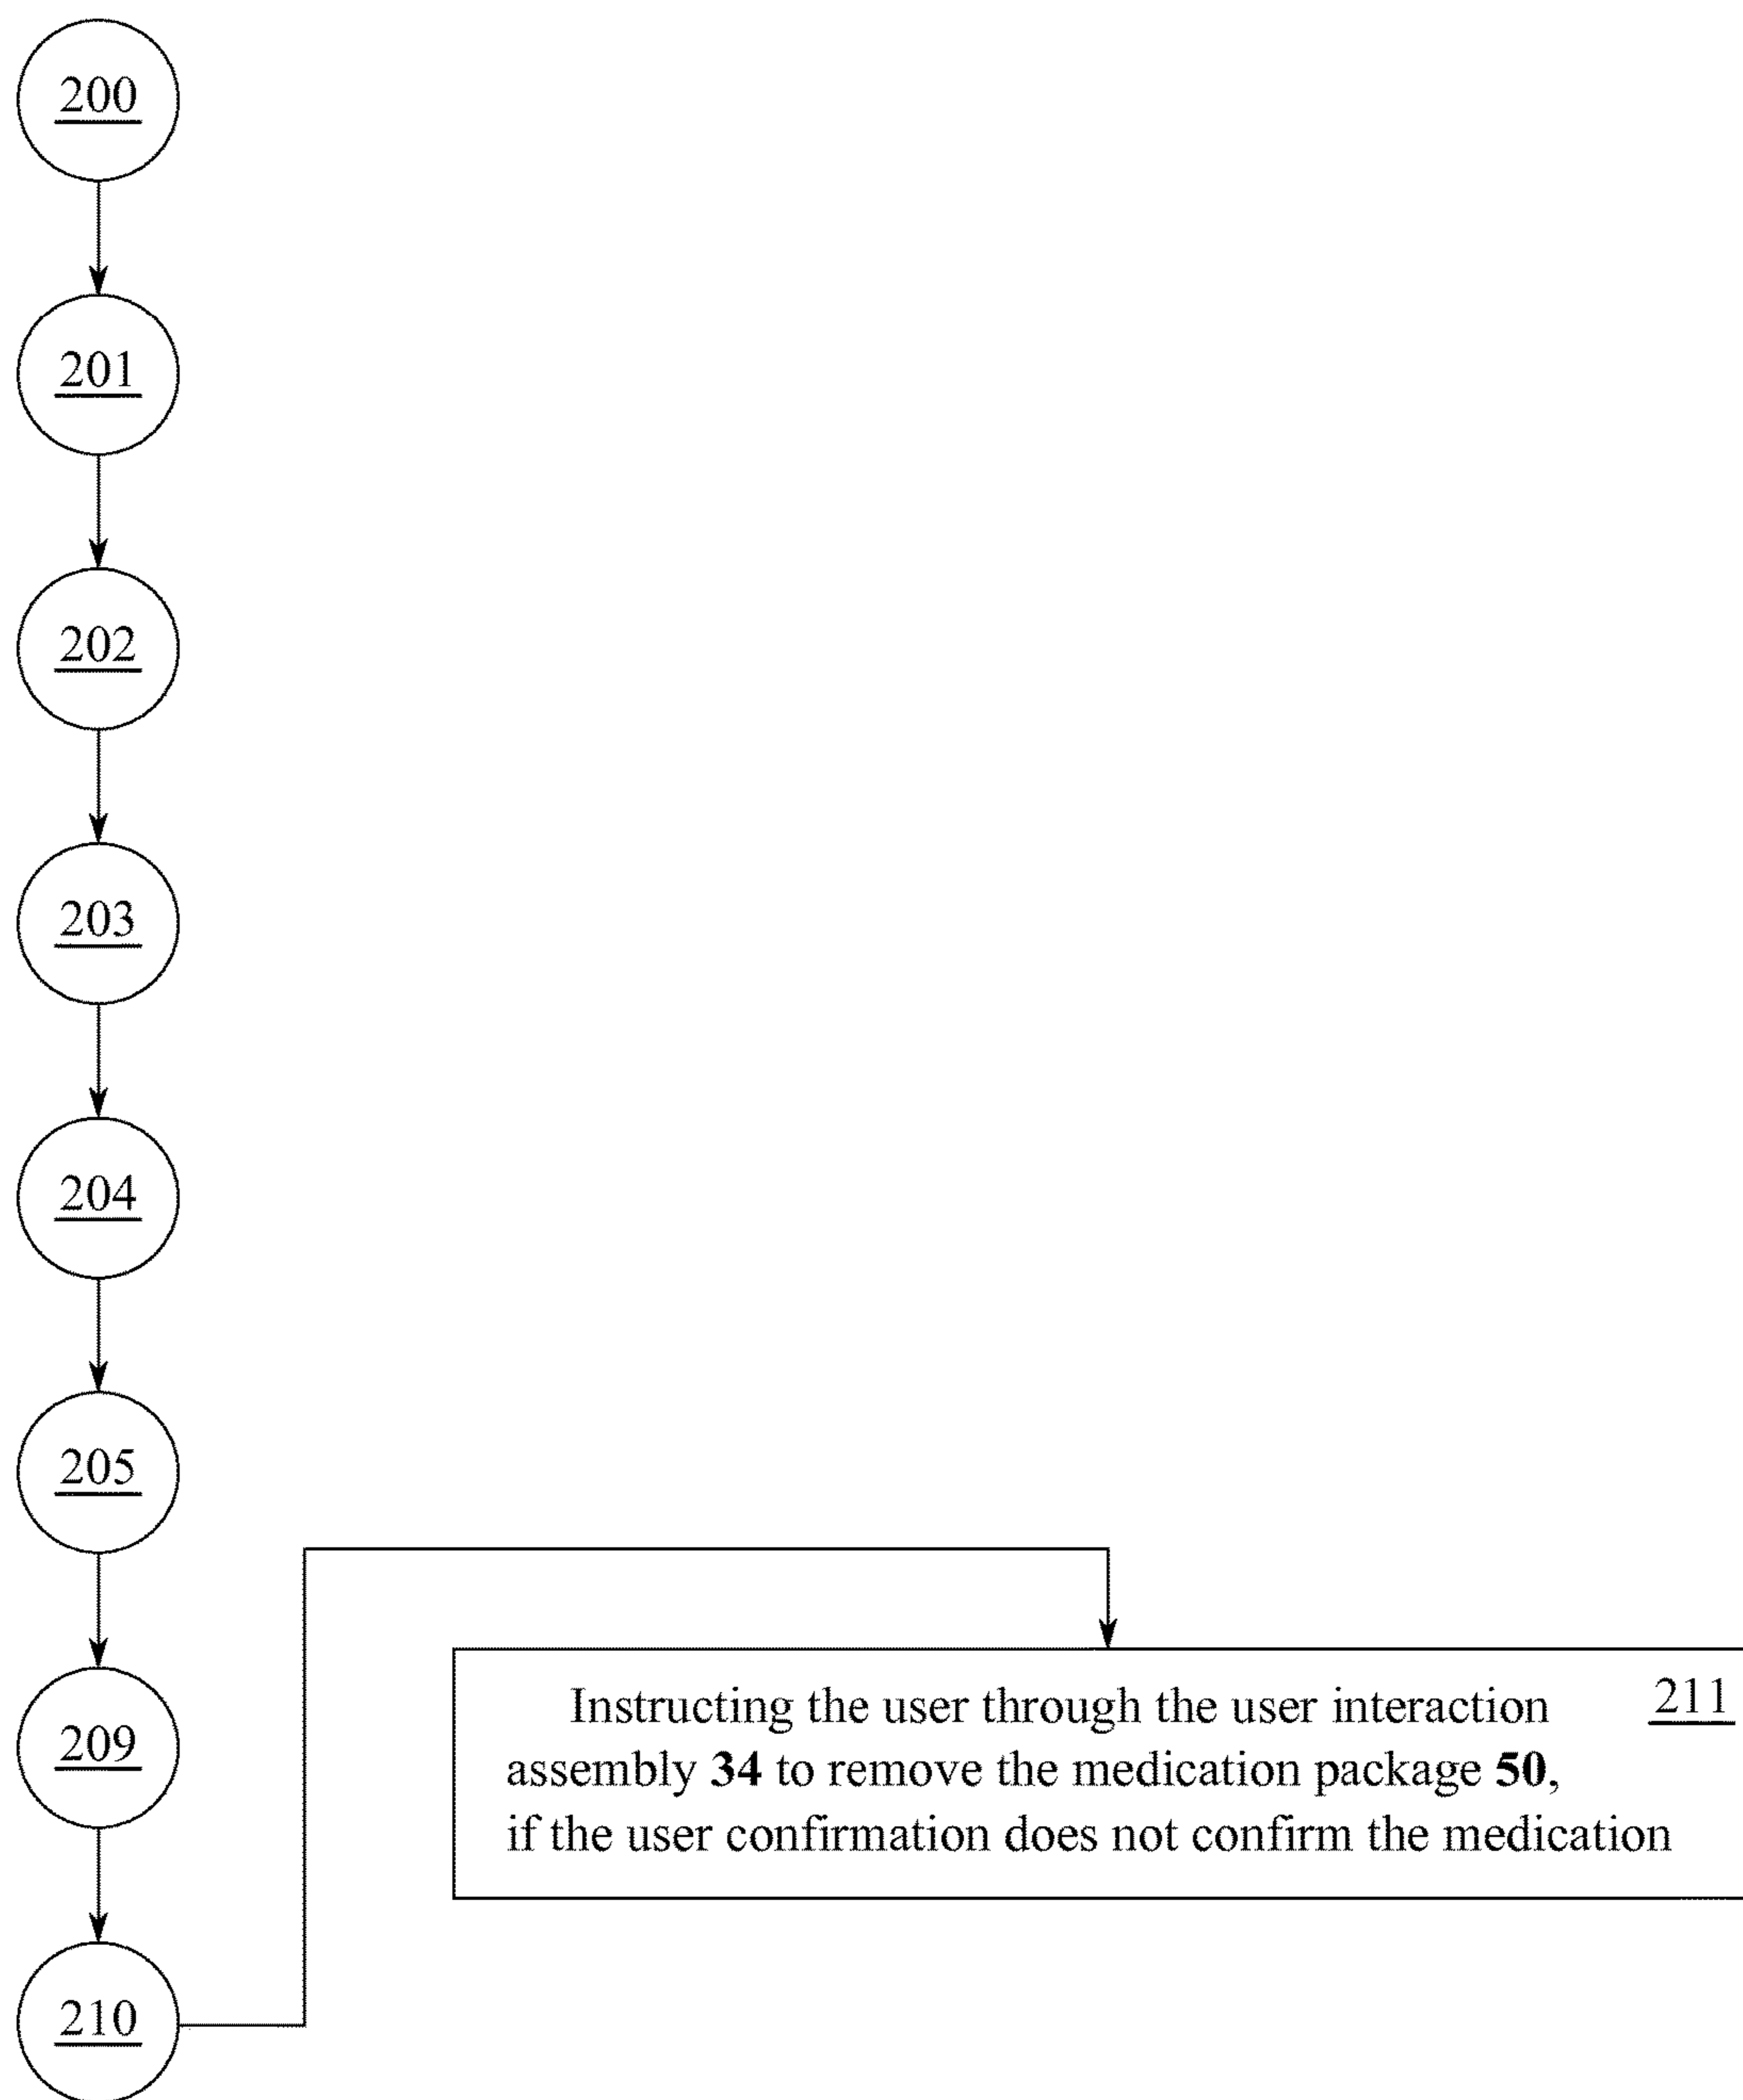 200
201
202
203
204
205
209
210
Instructing the user through the user interaction 211
assembly 34 to remove the medication package 50,
if the user confirmation does not confirm the medication